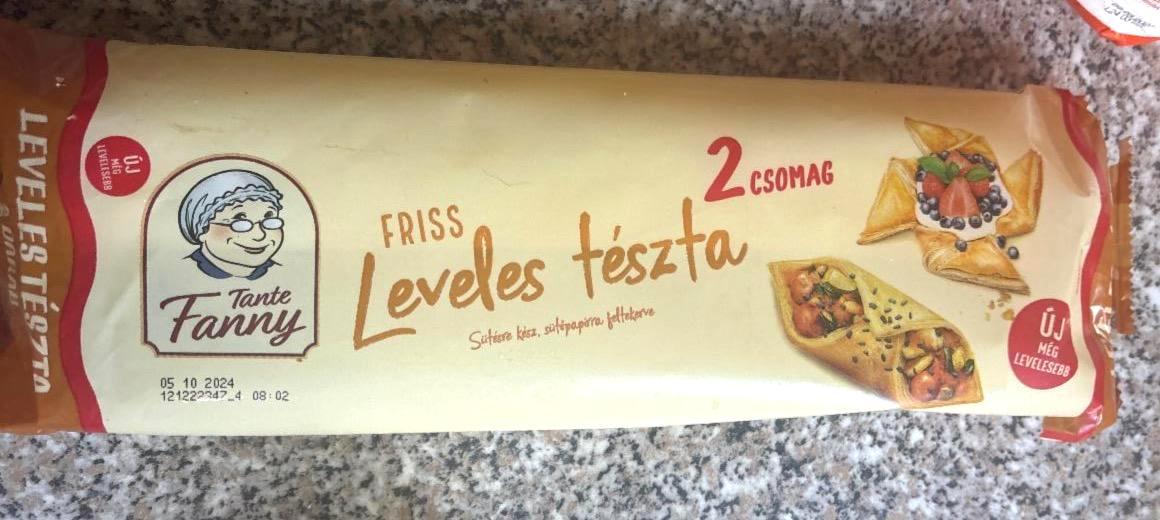 LEVELES TÉSZTA
ÚJ
MÉG
LEVELESEBB
Tante
Fanny
05 10 2024
121222347_4 08:02
FRISS
Leveles tészta
Sütésre kész, sütőpapírra feltekerve
2 CSOMAG
ÚJ
MÉG
LEVELESEBB